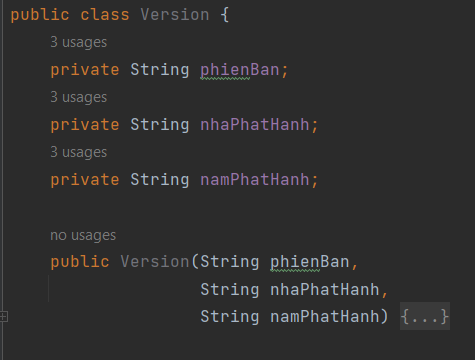 public class Version {
3 usages
private String phienBan;
3 usages
private String nhaPhatHanh;
3 usages
private String namPhatHanh;
no usages
public Version(String phienBan,
String nhaPhatHanh,
String namPhatHanh) {...}